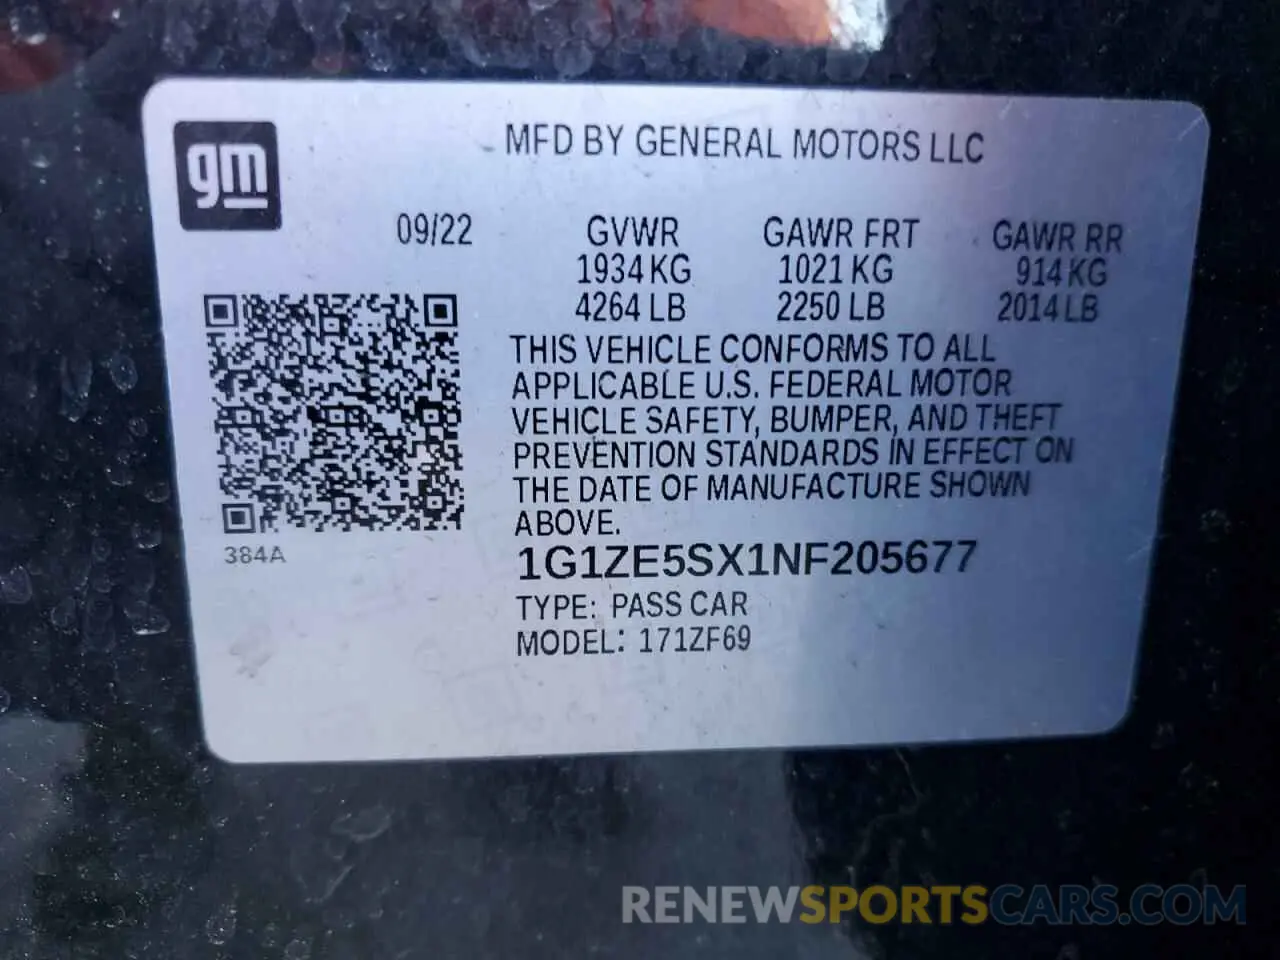 gm
MFD BY GENERAL MOTORS LLC
09/22 GVWR GAWR FRT GAWR RR
1934 KG 1021 KG 914 KG
4264 LB 2250 LB 2014 LB
THIS VEHICLE CONFORMS TO ALL
APPLICABLE U.S. FEDERAL MOTOR
VEHICLE SAFETY, BUMPER, AND THEFT
PREVENTION STANDARDS IN EFFECT ON
THE DATE OF MANUFACTURE SHOWN
ABOVE.
384A
1G1ZE5SX1NF205677
TYPE: PASS CAR
MODEL: 171ZF69
RENEWSPORTSCARS.COM